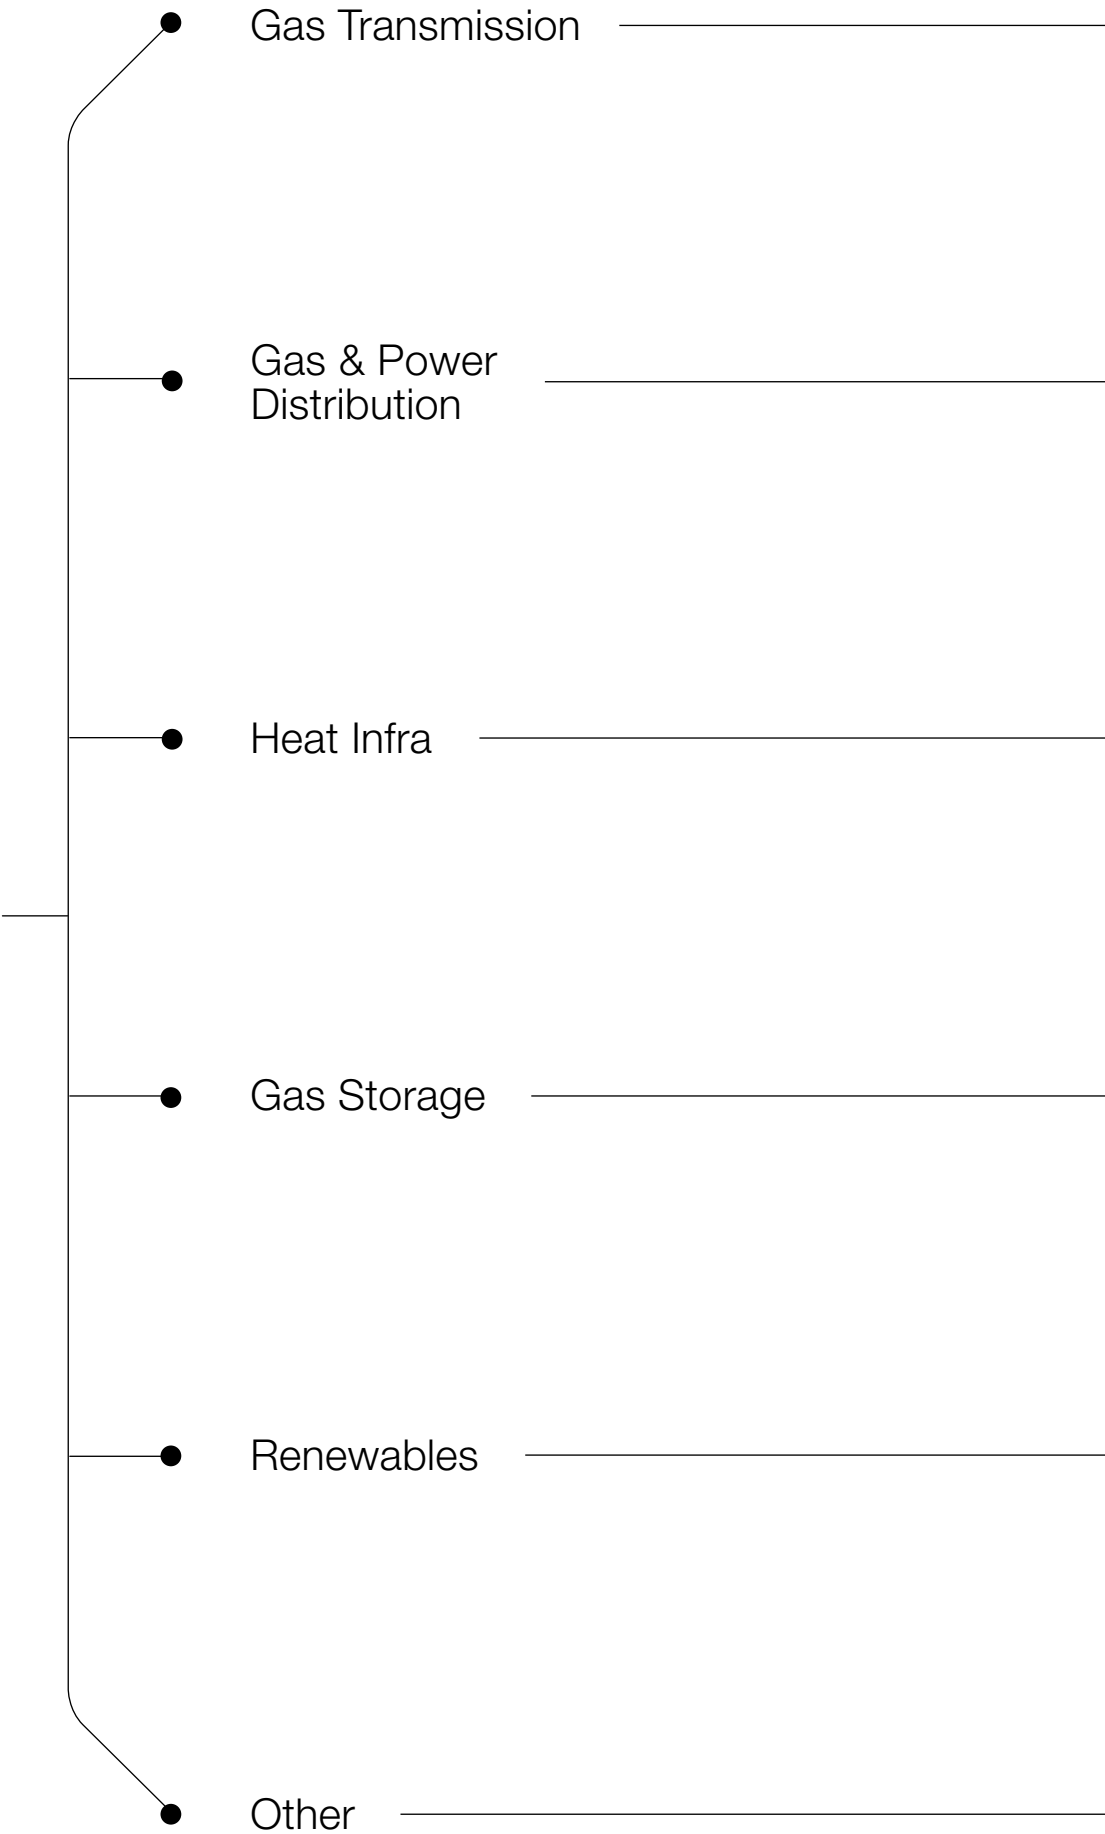 Gas Transmission
Gas & Power
Distribution
Heat Infra
Gas Storage
Renewables
Other